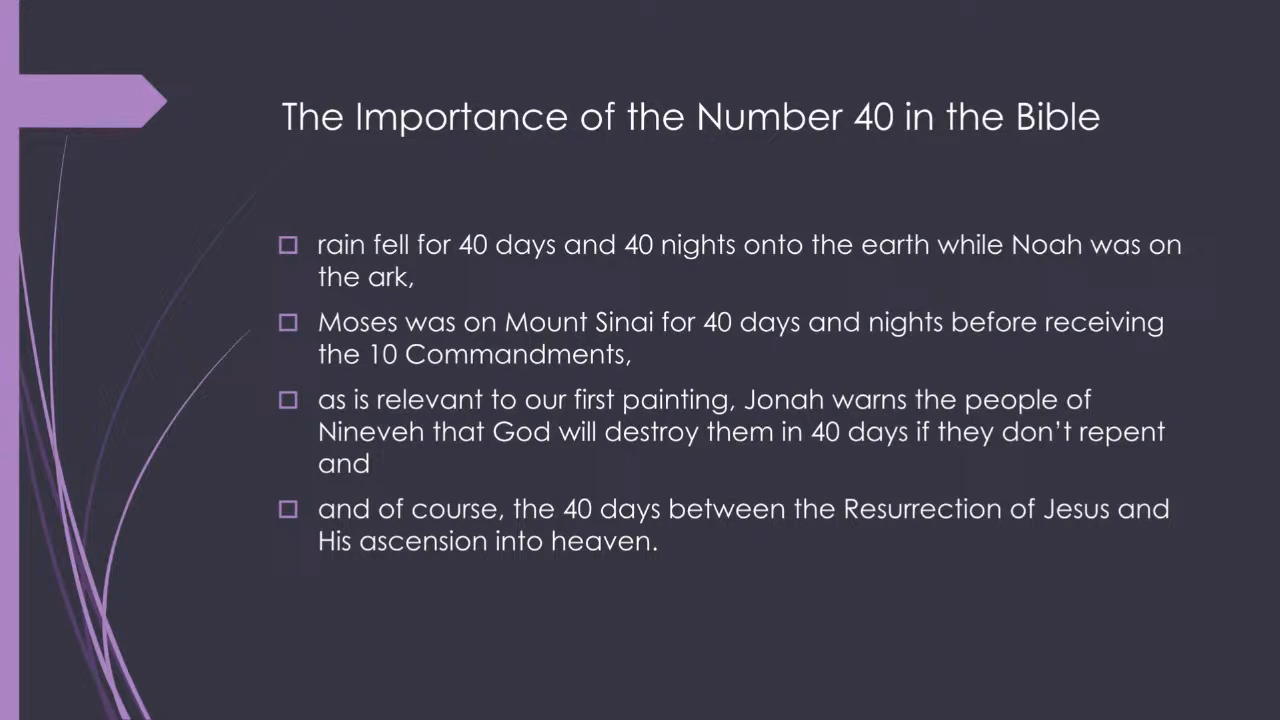 The Importance of the Number 40 in the Bible
rain fell for 40 days and 40 nights onto the earth while Noah was on
the ark,
Moses was on Mount Sinai for 40 days and nights before receiving
the 10 Commandments,
as is relevant to our first painting, Jonah warns the people of
Nineveh that God will destroy them in 40 days if they don’t repent
and
and of course, the 40 days between the Resurrection of Jesus and
His ascension into heaven.